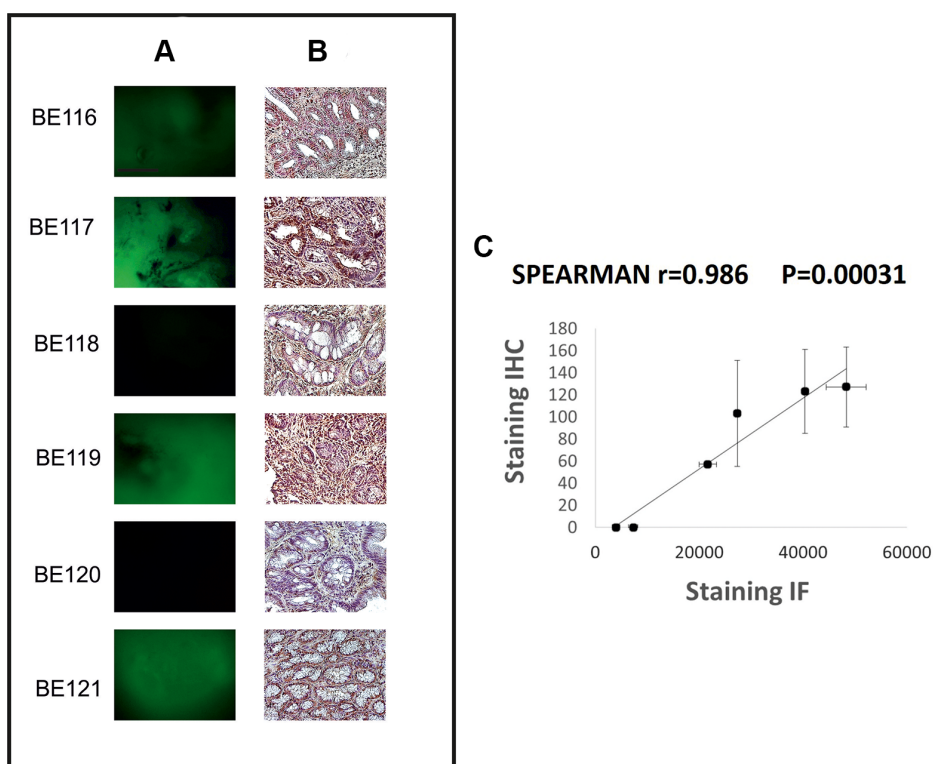 A B
BE116
BE117
BE118
BE119
BE120
BE121
C
SPEARMAN r=0.986 P=0.00031
Staining IHC
180
160
140
120
100
80
60
40
20
0
0 20000 40000 60000
Staining IF